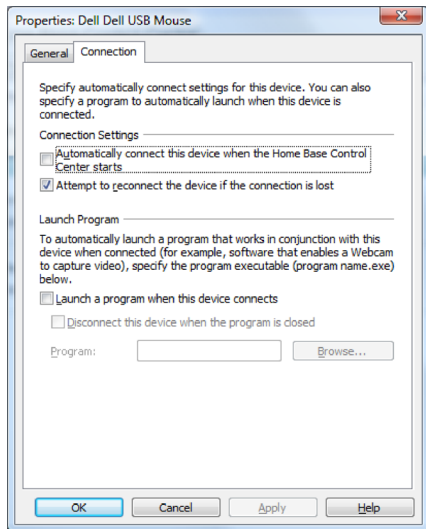 Properties: Dell Dell USB Mouse
General
Connection
Specify automatically connect settings for this device. You can also
specify a program to automatically launch when this device is
connected.
Connection Settings
Automatically connect this device when the Home Base Control
Center starts
Attempt to reconnect the device if the connection is lost
Launch Program
To automatically launch a program that works in conjunction with this
device when connected (for example, software that enables a Webcam
to capture video), specify the program executable (program name.exe)
below.
Launch a program when this device connects
Disconnect this device when the program is closed
Program:
Browse...
OK
Cancel
Apply
Help